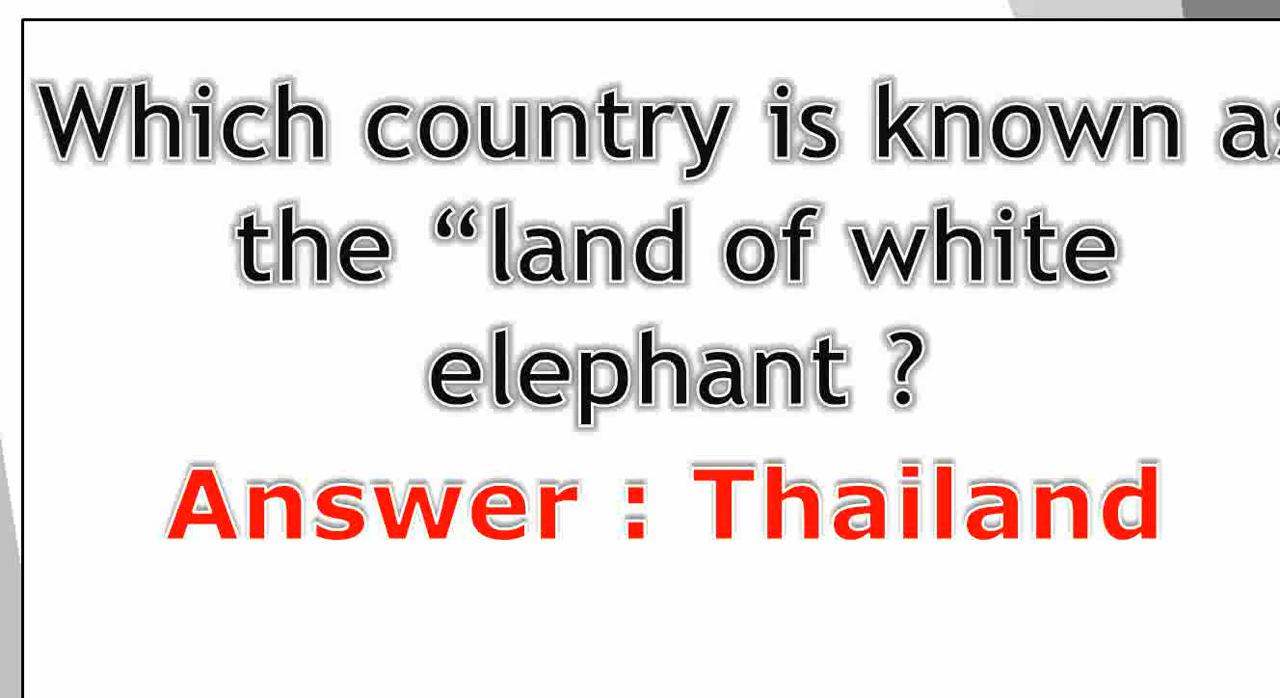 Which country is known as
the “land of white
elephant ?
Answer : Thailand